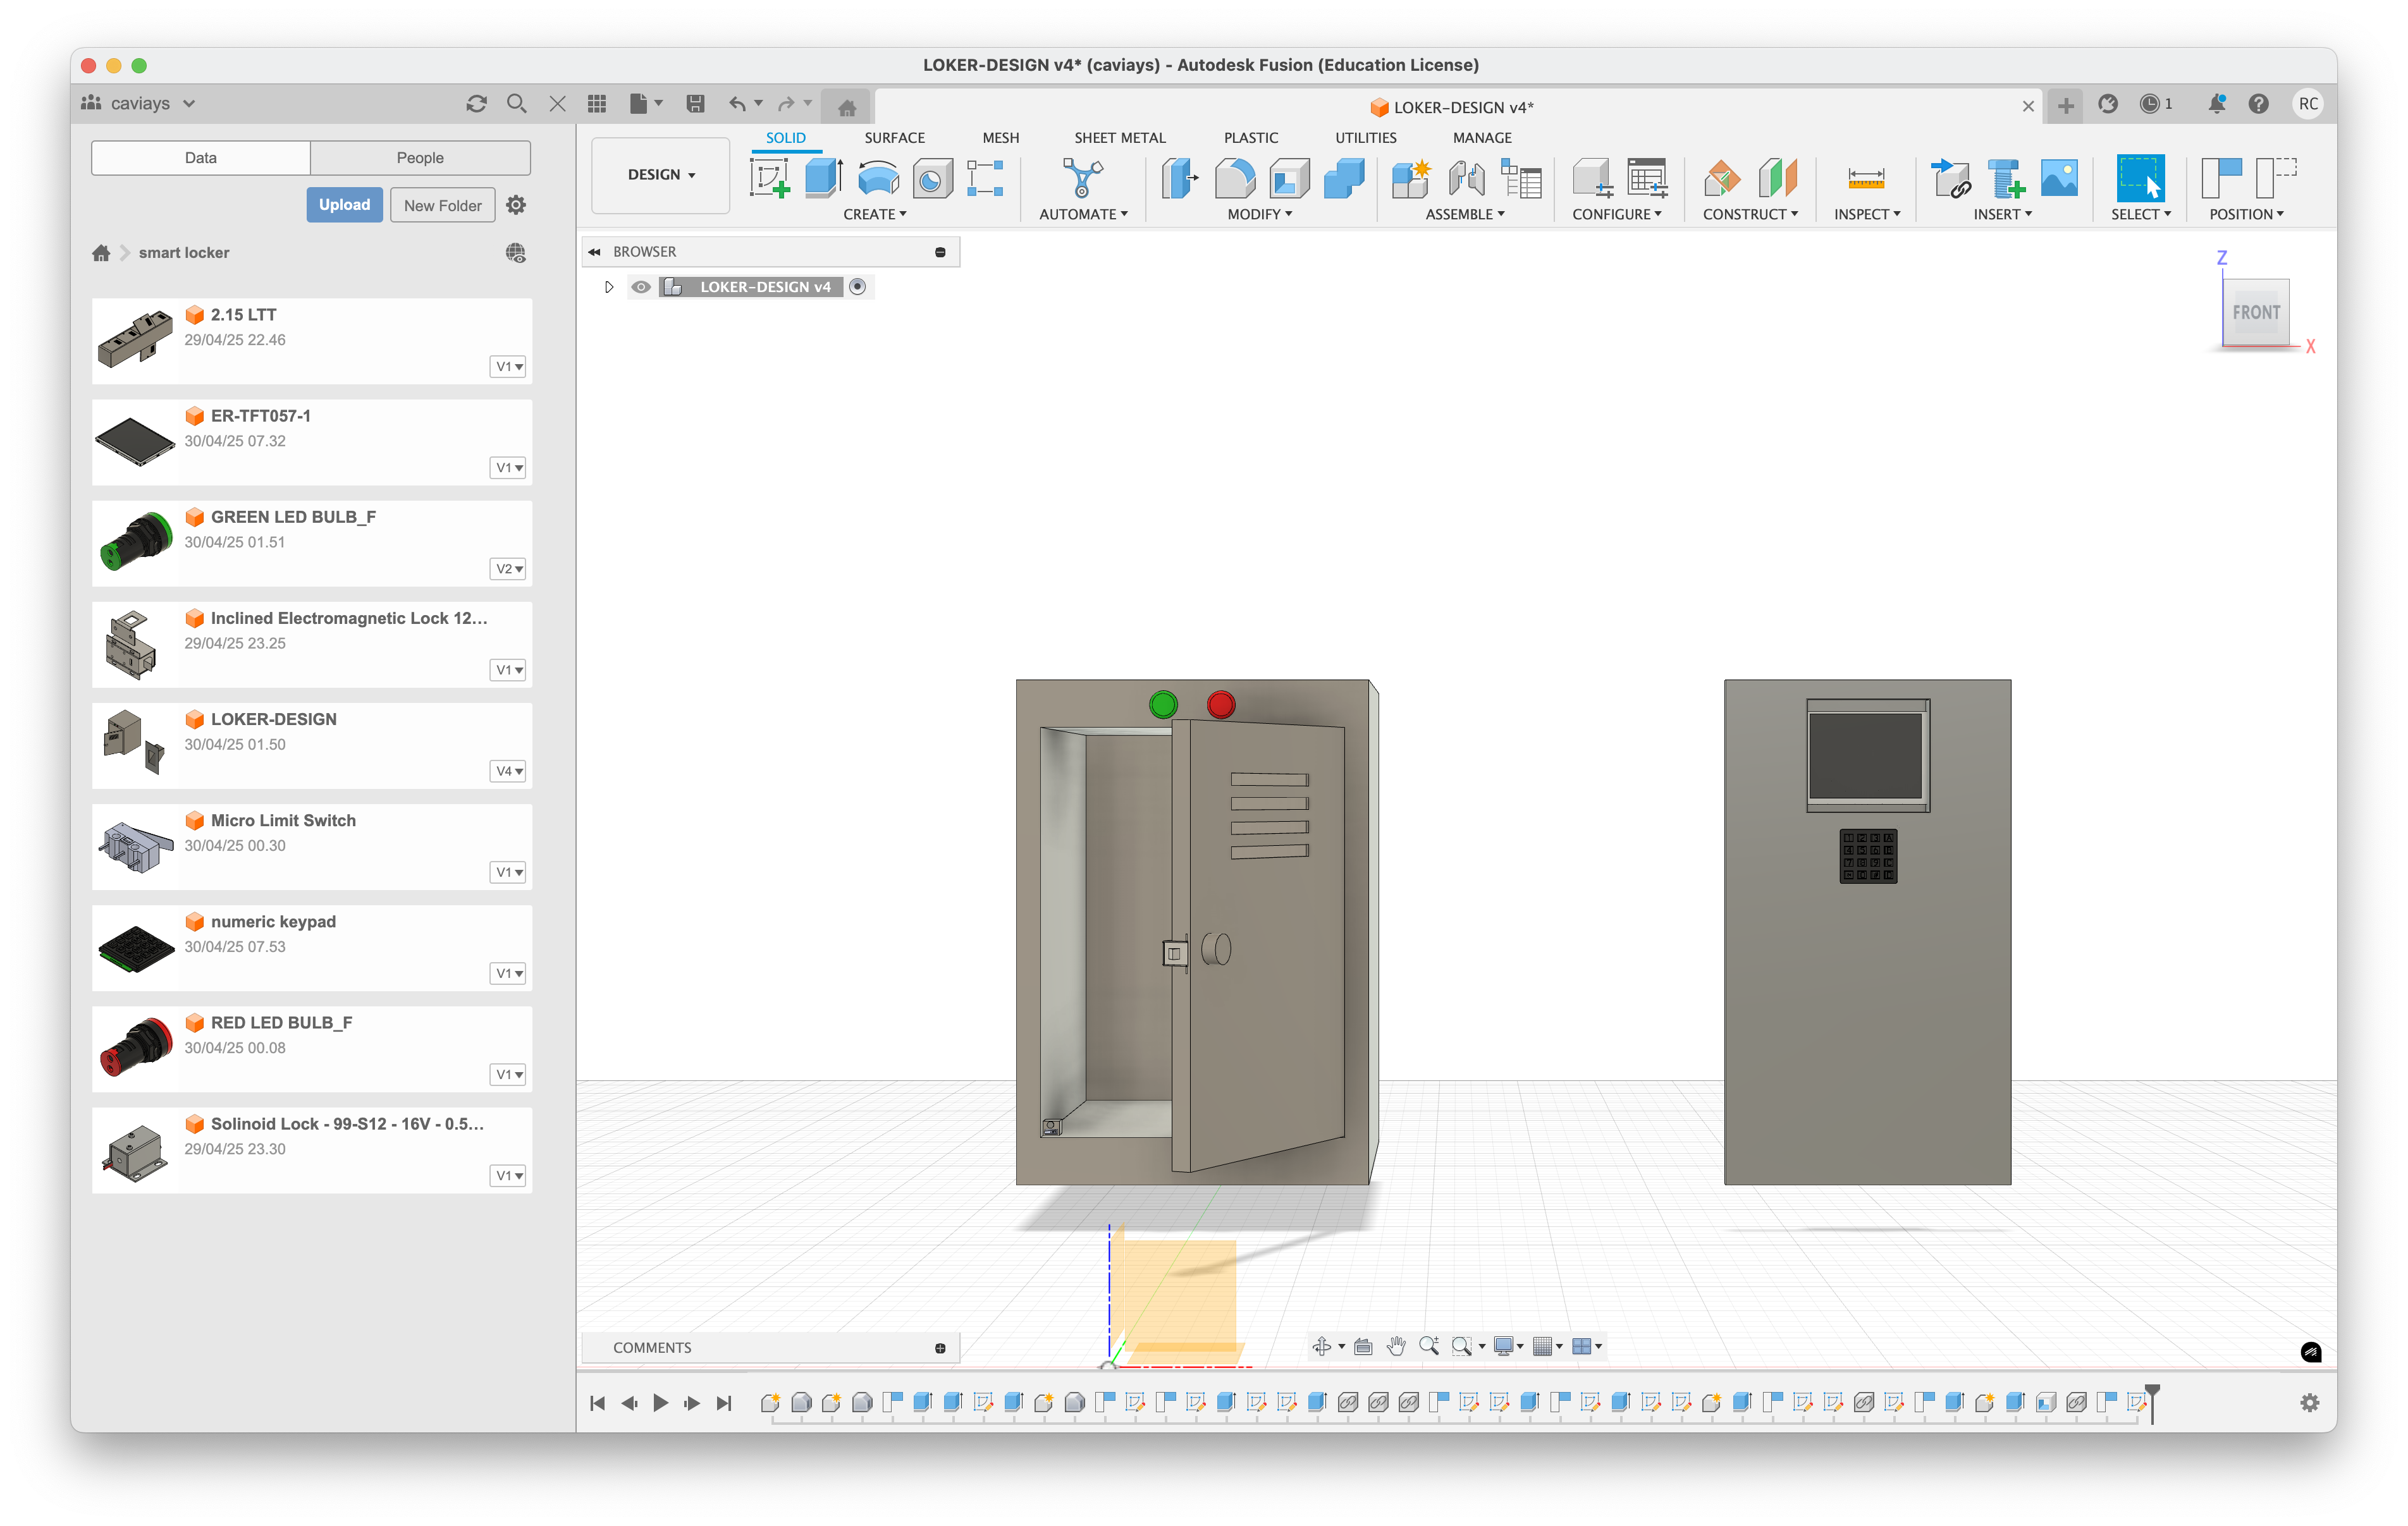 LOKER-DESIGN v4* (caviays) - Autodesk Fusion (Education License)
caviays
LOKER-DESIGN v4*
1
RC
Data
People
Upload
New Folder
smart locker
2.15 LTT
29/04/25 22.46
V1
ER-TFT057-1
30/04/25 07.32
V1
GREEN LED BULB_F
30/04/25 01.51
V2
Inclined Electromagnetic Lock 12...
29/04/25 23.25
V1
LOKER-DESIGN
30/04/25 01.50
V4
Micro Limit Switch
30/04/25 00.30
V1
numeric keypad
30/04/25 07.53
V1
RED LED BULB_F
30/04/25 00.08
V1
Solinoid Lock - 99-S12 - 16V - 0.5...
29/04/25 23.30
V1
DESIGN
SOLID
SURFACE
MESH
SHEET METAL
PLASTIC
UTILITIES
MANAGE
CREATE
AUTOMATE
MODIFY
ASSEMBLE
CONFIGURE
CONSTRUCT
INSPECT
INSERT
SELECT
POSITION
BROWSER
LOKER-DESIGN v4
Z
FRONT
X
COMMENTS